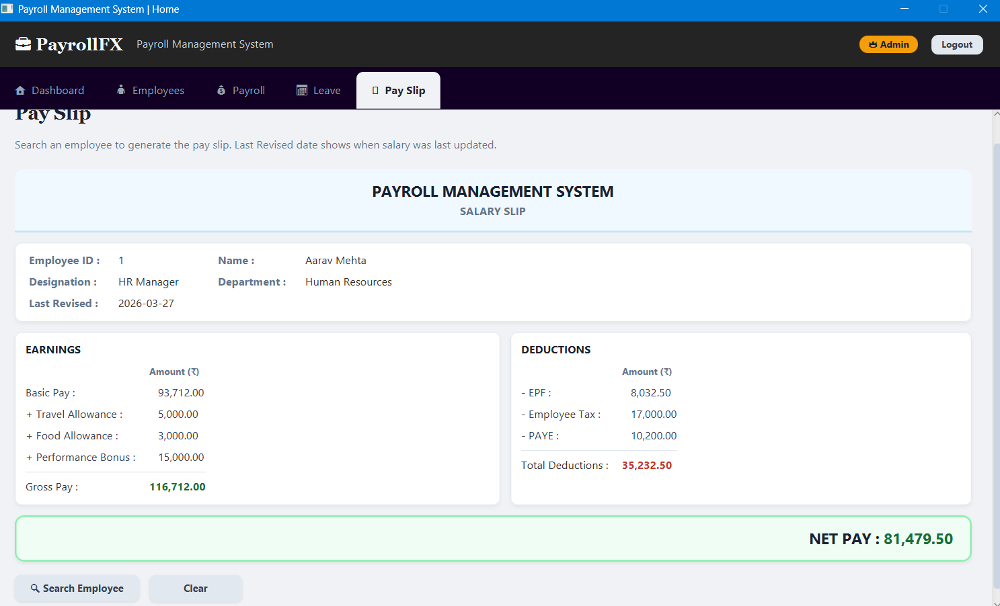 Payroll Management System | Home
PayrollFX Payroll Management System Admin Logout
Dashboard Employees Payroll Leave Pay Slip
Pay Slip
Search an employee to generate the pay slip. Last Revised date shows when salary was last updated.
PAYROLL MANAGEMENT SYSTEM
SALARY SLIP
Employee ID : 1 Name : Aarav Mehta
Designation : HR Manager Department : Human Resources
Last Revised : 2026-03-27
EARNINGS
Amount (₹)
Basic Pay : 93,712.00
+ Travel Allowance : 5,000.00
+ Food Allowance : 3,000.00
+ Performance Bonus : 15,000.00
Gross Pay : 116,712.00
DEDUCTIONS
Amount (₹)
- EPF : 8,032.50
- Employee Tax : 17,000.00
- PAYE : 10,200.00
Total Deductions : 35,232.50
NET PAY : 81,479.50
Search Employee Clear